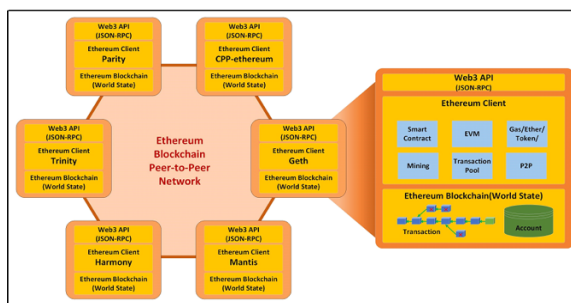 Web3 API
(JSON-RPC)
Ethereum Client
Parity
Ethereum Blockchain
(World State)
Web3 API
(JSON-RPC)
Ethereum Client
CPP-ethereum
Ethereum Blockchain
(World State)
Web3 API
(JSON-RPC)
Ethereum Client
Trinity
Ethereum Blockchain
(World State)
Ethereum
Blockchain
Peer-to-Peer
Network
Web3 API
(JSON-RPC)
Ethereum Client
Geth
Ethereum Blockchain
(World State)
Web3 API
(JSON-RPC)
Ethereum Client
Harmony
Ethereum Blockchain
(World State)
Web3 API
(JSON-RPC)
Ethereum Client
Mantis
Ethereum Blockchain
(World State)
Web3 API
(JSON-RPC)
Ethereum Client
Smart
Contract
EVM
Gas/Ether/
Token/
Mining
Transaction
Pool
P2P
Ethereum Blockchain(World State)
Transaction
Account